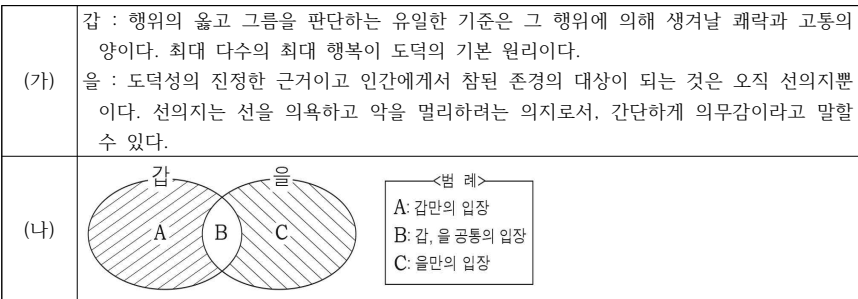 갑 : 행위의 옳고 그름을 판단하는 유일한 기준은 그 행위에 의해 생겨날 쾌락과 고통의
양이다. 최대 다수의 최대 행복이 도덕의 기본 원리이다.
(가)
을 : 도덕성의 진정한 근거이고 인간에게서 참된 존경의 대상이 되는 것은 오직 선의지뿐
이다. 선의지는 선을 의욕하고 악을 멀리하려는 의지로서, 간단하게 의무감이라고 말할
수 있다.
(나)
갑 을
A B C
<범 례>
A: 갑만의 입장
B: 갑, 을 공통의 입장
C: 을만의 입장